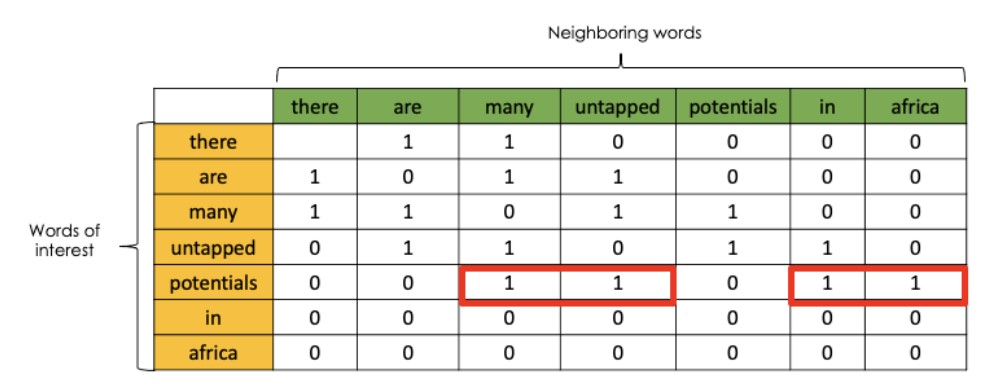 Neighboring words
there are many untapped potentials in africa
there 1 1 0 0 0 0
are 1 0 1 1 0 0 0
many 1 1 0 1 1 0 0
Words of
interest
untapped 0 1 1 0 1 1 0
potentials 0 0 1 1 0 1 1
in 0 0 0 0 0 0 0
africa 0 0 0 0 0 0 0